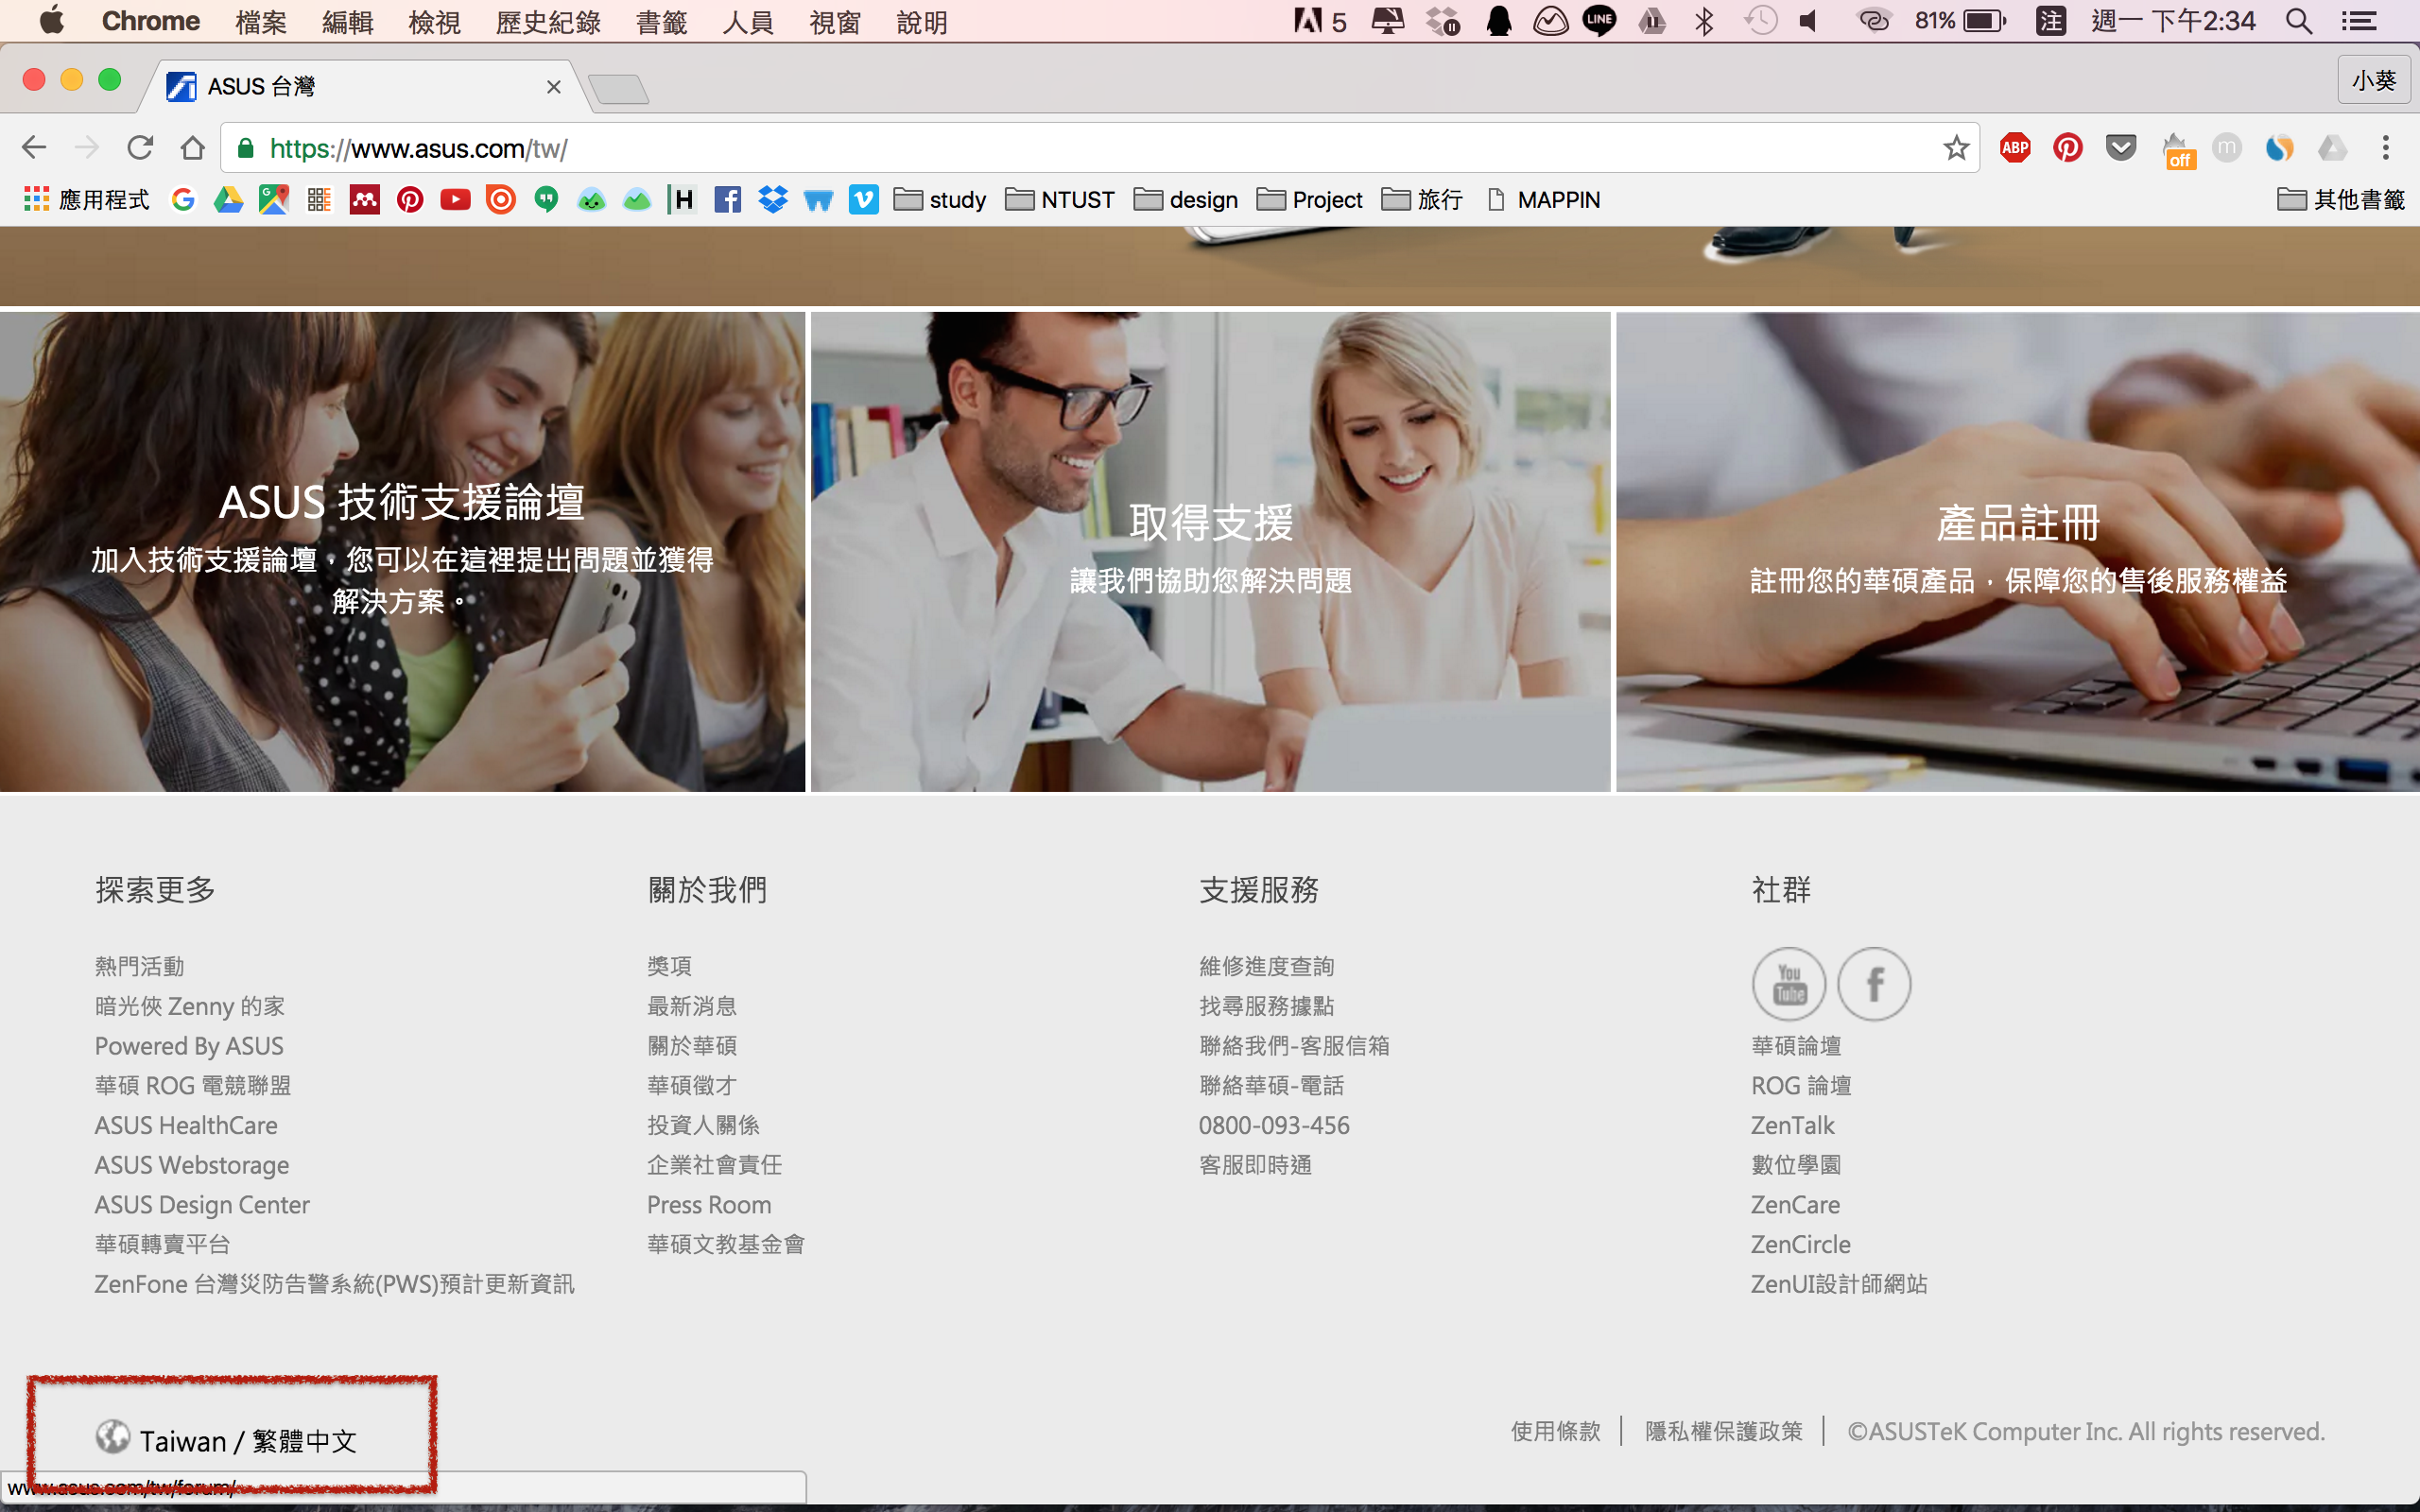 Chrome 檔案 編輯 檢視 歷史紀錄 書籤 人員 視窗 說明 5 LINE 81% 注 週一 下午2:34
ASUS 台灣 小葵
https://www.asus.com/tw/ ABP off m
應用程式 study NTUST design Project 旅行 MAPPIN 其他書籤
ASUS 技術支援論壇
加入技術支援論壇，您可以在這裡提出問題並獲得
解決方案。
取得支援
讓我們協助您解決問題
產品註冊
註冊您的華碩產品，保障您的售後服務權益
探索更多
熱門活動
暗光俠 Zenny 的家
Powered By ASUS
華碩 ROG 電競聯盟
ASUS HealthCare
ASUS Webstorage
ASUS Design Center
華碩轉賣平台
ZenFone 台灣災防告警系統(PWS)預計更新資訊
關於我們
獎項
最新消息
關於華碩
華碩徵才
投資人關係
企業社會責任
Press Room
華碩文教基金會
支援服務
維修進度查詢
找尋服務據點
聯絡我們-客服信箱
聯絡華碩-電話
0800-093-456
客服即時通
社群
You
Tube
f
華碩論壇
ROG 論壇
ZenTalk
數位學園
ZenCare
ZenCircle
ZenUI設計師網站
Taiwan / 繁體中文
使用條款 | 隱私權保護政策 | ©ASUSTeK Computer Inc. All rights reserved.
www.asus.com/tw/forum/